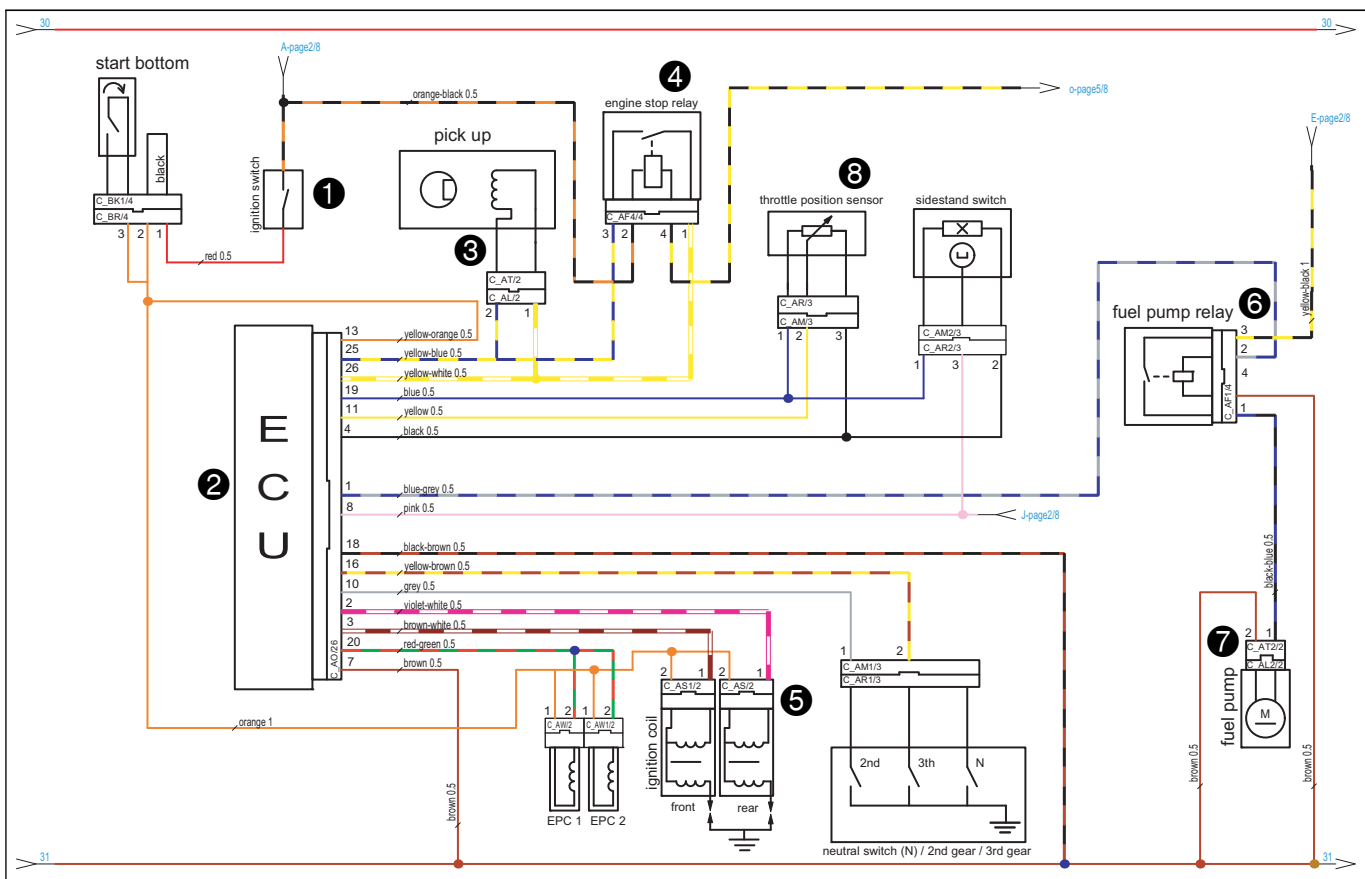 30
30
A-page2/8
start bottom
black
C_BK1/4
C_BR/4
3 2 1
red 0.5
ignition switch
1
orange-black 0.5
pick up
3
C_AT/2
C_AL/2
2 1
4
engine stop relay
C_AF4/4
3 2 4 1
o-page5/8
8
throttle position sensor
C_AR/3
C_AM/3
1 2 3
sidestand switch
C_AM2/3
C_AR2/3
1 3 2
E-page2/8
yellow-black 1
6
fuel pump relay
3
2
4
1
C_AF1/4
2
ECU
C_AO/26
13 yellow-orange 0.5
25 yellow-blue 0.5
26 yellow-white 0.5
19 blue 0.5
11 yellow 0.5
4 black 0.5
1 blue-grey 0.5
8 pink 0.5
J-page2/8
18 black-brown 0.5
16 yellow-brown 0.5
10 grey 0.5
2 violet-white 0.5
3 brown-white 0.5
20 red-green 0.5
7 brown 0.5
orange 1
brown 0.5
1 2 1 2
C_AW/2
C_AW1/2
EPC 1
EPC 2
2 1
C_AS1/2
2 1
C_AS/2
5
ignition coil
front
rear
1 2
C_AM1/3
C_AR1/3
2nd
3th
N
neutral switch (N) / 2nd gear / 3rd gear
black-blue 0.5
7
2 1
C_AT2/2
C_AL2/2
M
fuel pump
brown 0.5
brown 0.5
31
31